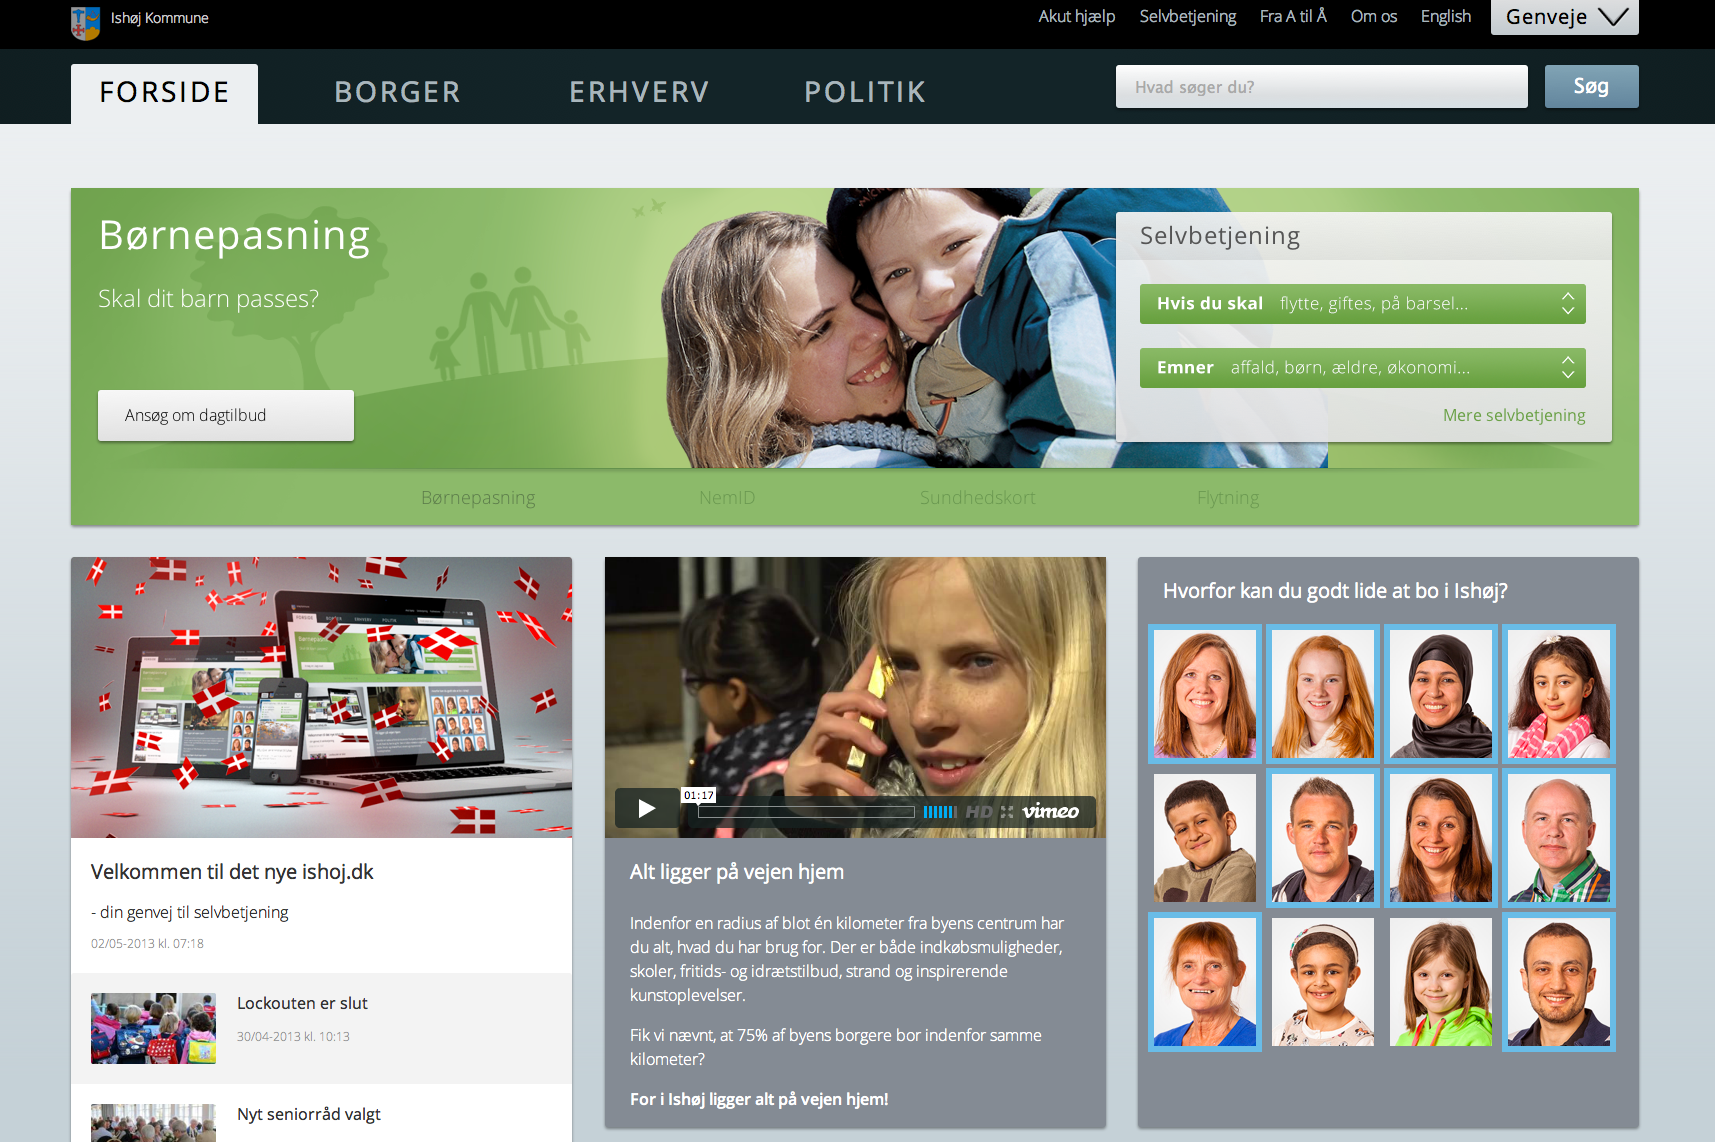 Ishøj Kommune
Akut hjælp
Selvbetjening
Fra A til Å
Om os
English
Genveje
FORSIDE
BORGER
ERHVERV
POLITIK
Hvad søger du?
Søg
Børnepasning
Skal dit barn passes?
Ansøg om dagtilbud
Selvbetjening
Hvis du skal flytte, giftes, på barsel...
Emner affald, børn, ældre, økonomi...
Mere selvbetjening
Børnepasning
NemID
Sundhedskort
Flytning
Velkommen til det nye ishoj.dk
- din genvej til selvbetjening
02/05-2013 kl. 07:18
Lockouten er slut
30/04-2013 kl. 10:13
Nyt seniorråd valgt
01:17
HD
vimeo
Alt ligger på vejen hjem
Indenfor en radius af blot én kilometer fra byens centrum har
du alt, hvad du har brug for. Der er både indkøbsmuligheder,
skoler, fritids- og idrætstilbud, strand og inspirerende
kunstoplevelser.
Fik vi nævnt, at 75% af byens borgere bor indenfor samme
kilometer?
For i Ishøj ligger alt på vejen hjem!
Hvorfor kan du godt lide at bo i Ishøj?